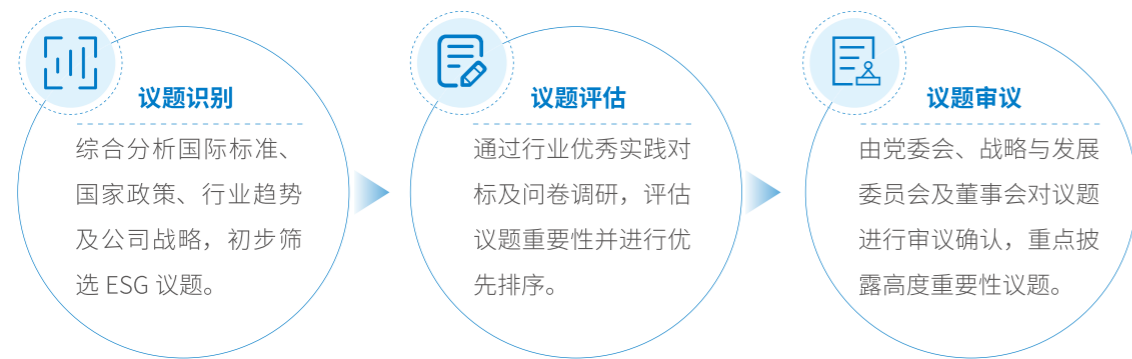 议题识别
综合分析国际标准、
国家政策、行业趋势
及公司战略，初步筛
选 ESG 议题。
议题评估
通过行业优秀实践对
标及问卷调研，评估
议题重要性并进行优
先排序。
议题审议
由党委会、战略与发展
委员会及董事会对议题
进行审议确认，重点披
露高度重要性议题。